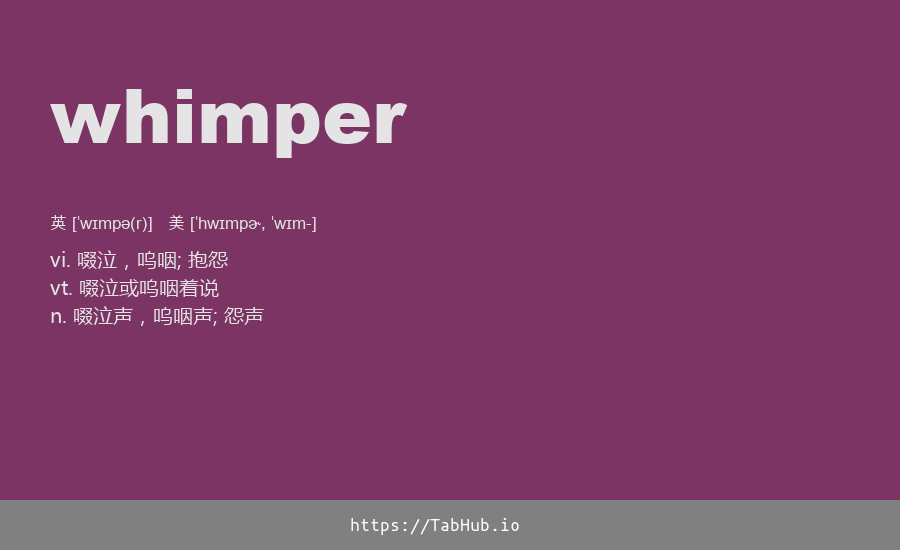 whimper
英 [ˈwɪmpə(r)] 美 [ˈhwɪmpɚ, ˈwɪm-]
vi. 啜泣，呜咽; 抱怨
vt. 啜泣或呜咽着说
n. 啜泣声，呜咽声; 怨声
https://TabHub.io